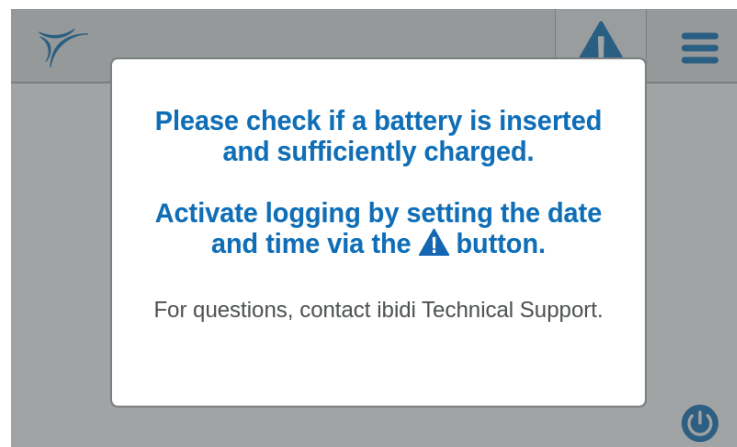 Please check if a battery is inserted
and sufficiently charged.
Activate logging by setting the date
and time via the button.
For questions, contact ibidi Technical Support.